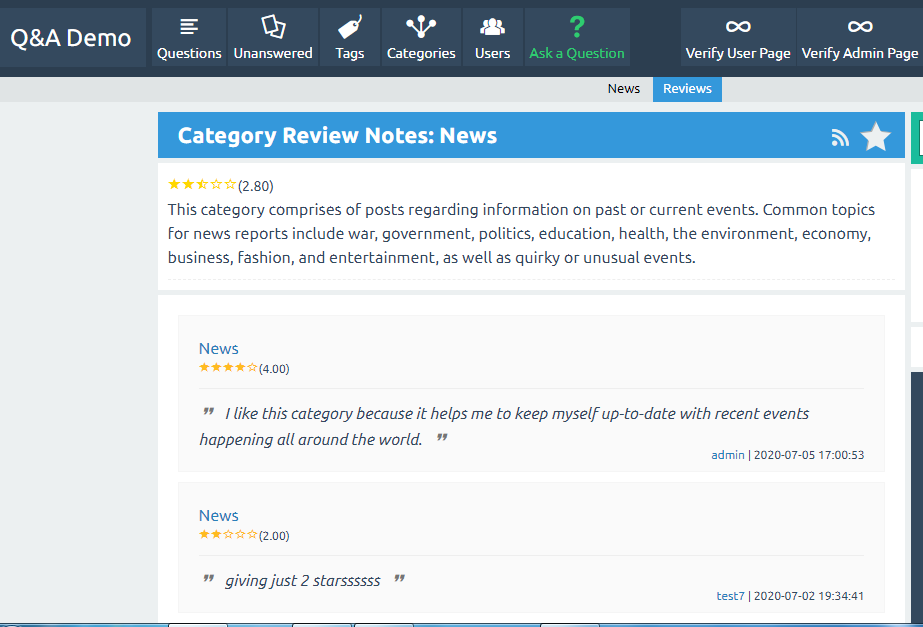 Q&A Demo
Questions
Unanswered
Tags
Categories
Users
?
Ask a Question
Verify User Page
Verify Admin Page
News
Reviews
Category Review Notes: News
(2.80)
This category comprises of posts regarding information on past or current events. Common topics
for news reports include war, government, politics, education, health, the environment, economy,
business, fashion, and entertainment, as well as quirky or unusual events.
News
(4.00)
” I like this category because it helps me to keep myself up-to-date with recent events
happening all around the world. ”
admin | 2020-07-05 17:00:53
News
(2.00)
” giving just 2 starssssss ”
test7 | 2020-07-02 19:34:41